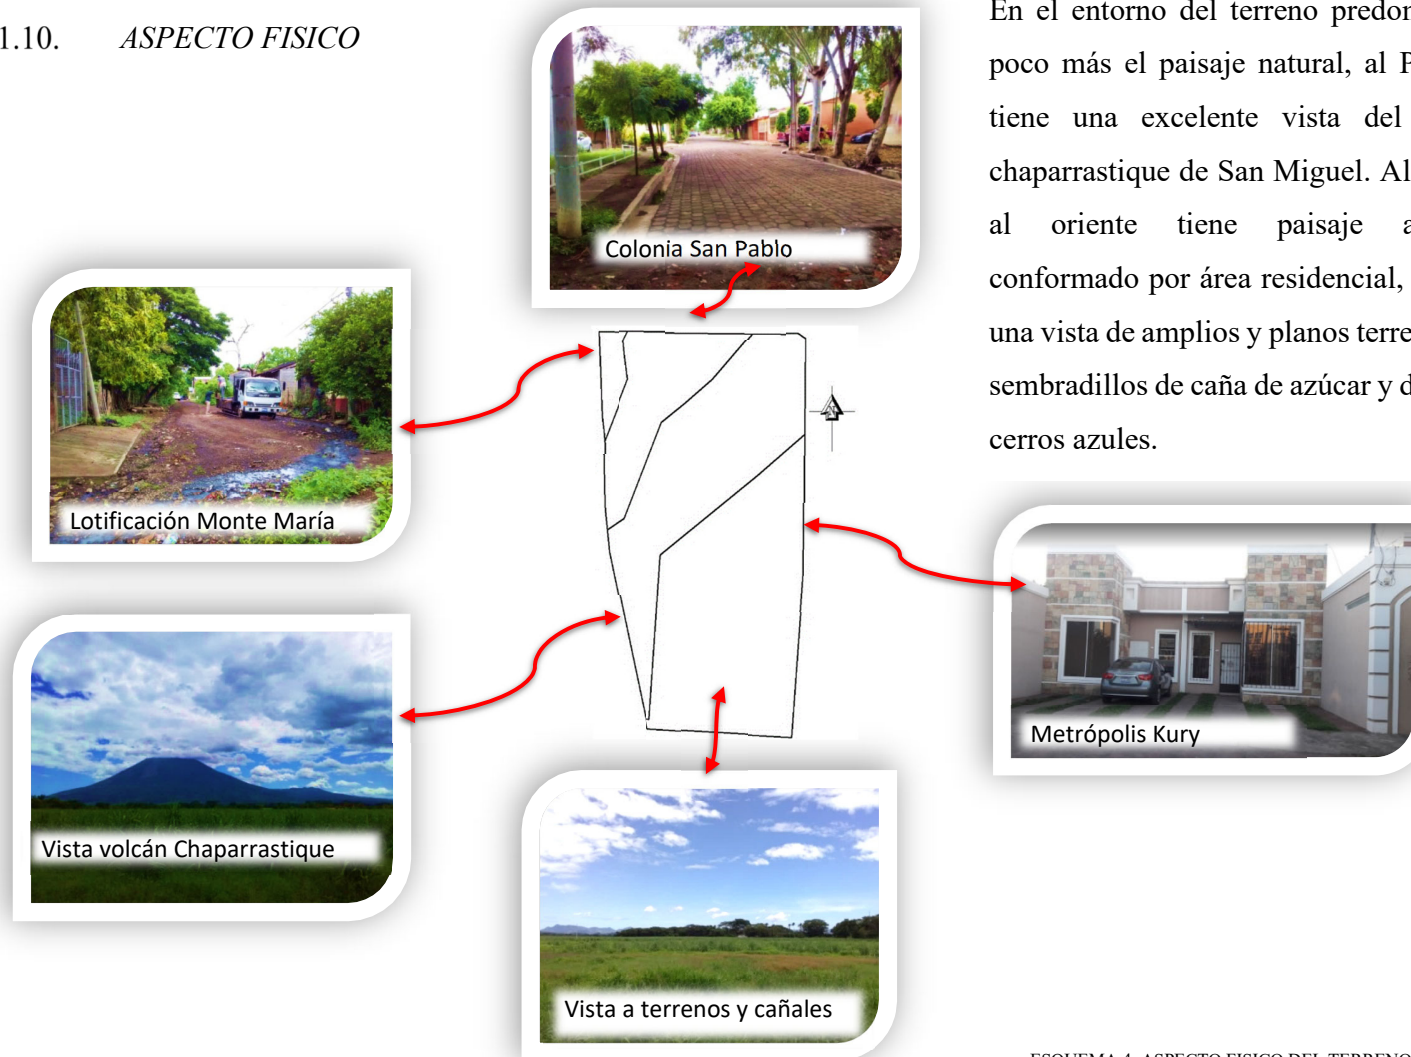 1.10. ASPECTO FISICO
En el entorno del terreno
poco más el paisaje natural, al
tiene una excelente vista del
chaparrastique de San Miguel. Al
al oriente tiene paisaje
conformado por área residencial,
una vista de amplios y planos
sembradillos de caña de azúcar y
cerros azules.
Colonia San Pablo
Lotificación Monte María
Metrópolis Kury
Vista volcán Chaparrastique
Vista a terrenos y cañales